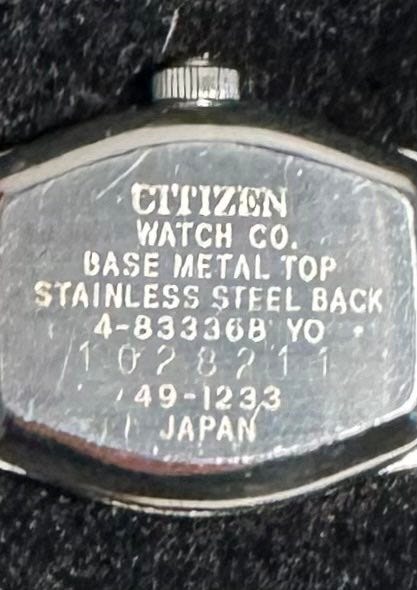 CITIZEN
WATCH CO.
BASE METAL TOP
STAINLESS STEEL BACK
4-833368 YO
1028211
49-1233
JAPAN